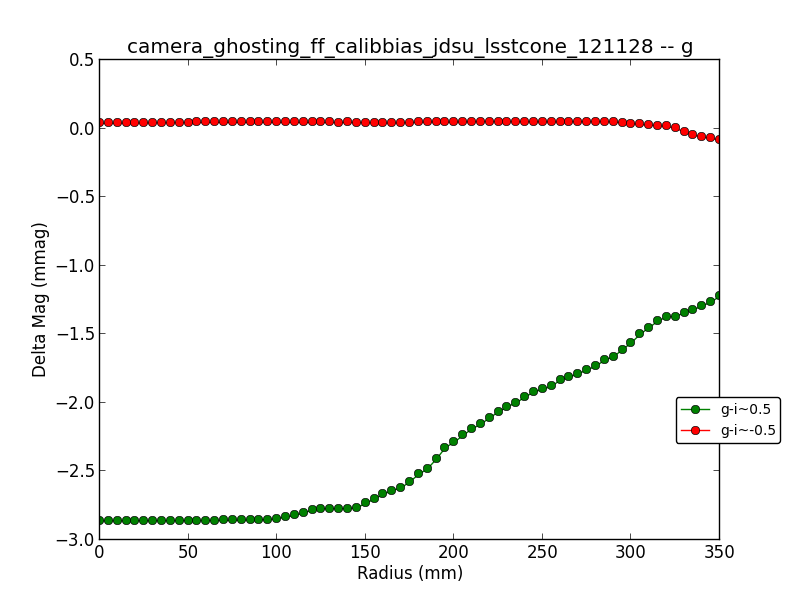 camera_ghosting_ff_calibbias_jdsu_lsstcone_121128 -- g
0.5
0.0
−0.5
−1.0
−1.5
−2.0
−2.5
−3.0
Delta Mag (mmag)
g-i~0.5
g-i~-0.5
0 50 100 150 200 250 300 350
Radius (mm)